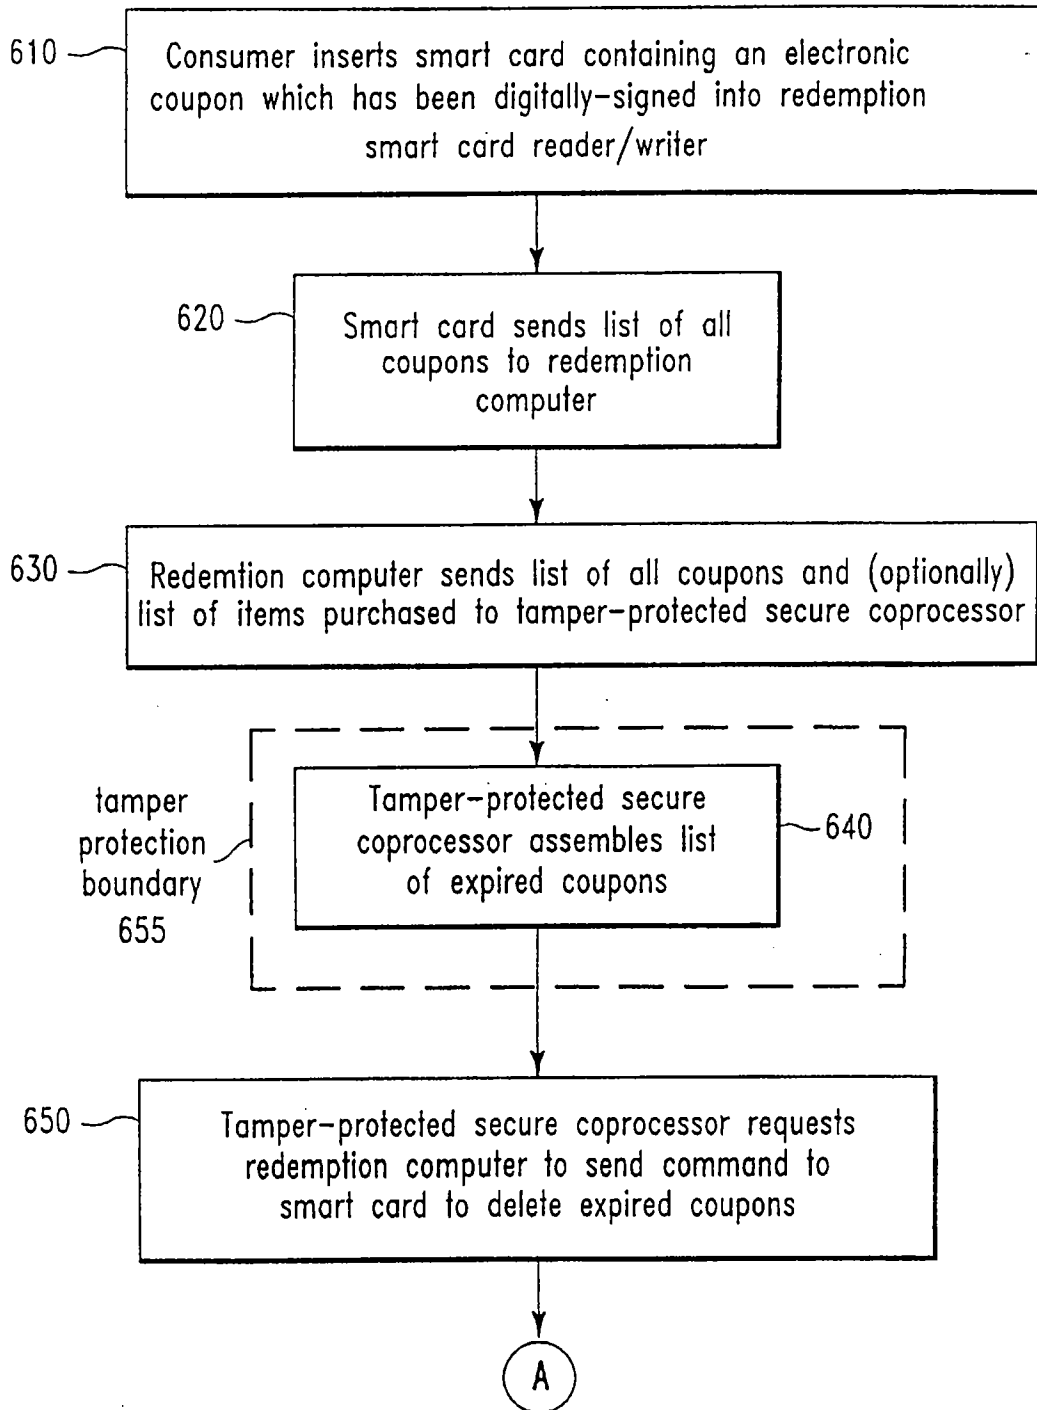 610
Consumer inserts smart card containing an electronic
coupon which has been digitally-signed into redemption
smart card reader/writer
620
Smart card sends list of all
coupons to redemption
computer
630
Redemtion computer sends list of all coupons and (optionally)
list of items purchased to tamper-protected secure coprocessor
tamper
protection
boundary
655
Tamper-protected secure
coprocessor assembles list
of expired coupons
640
650
Tamper-protected secure coprocessor requests
redemption computer to send command to
smart card to delete expired coupons
A